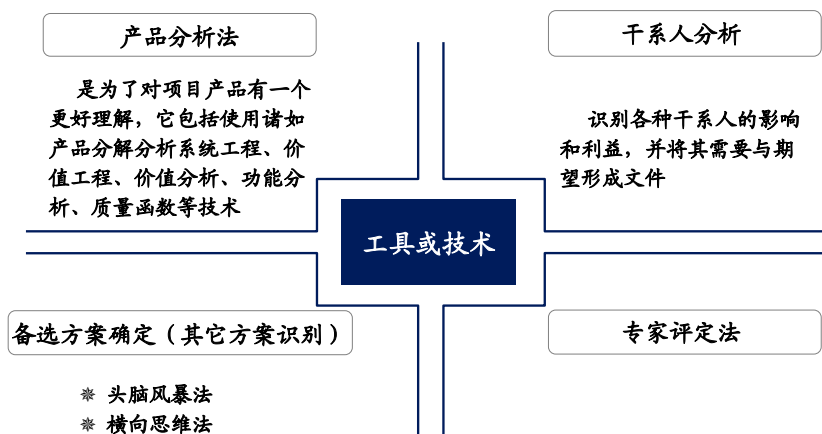 产品分析法
是为了对项目产品有一个
更好理解，它包括使用诸如
产品分解分析系统工程、价
值工程、价值分析、功能分
析、质量函数等技术
干系人分析
识别各种干系人的影响
和利益，并将其需要与期
望形成文件
工具或技术
备选方案确定（其它方案识别）
※ 头脑风暴法
※ 横向思维法
专家评定法